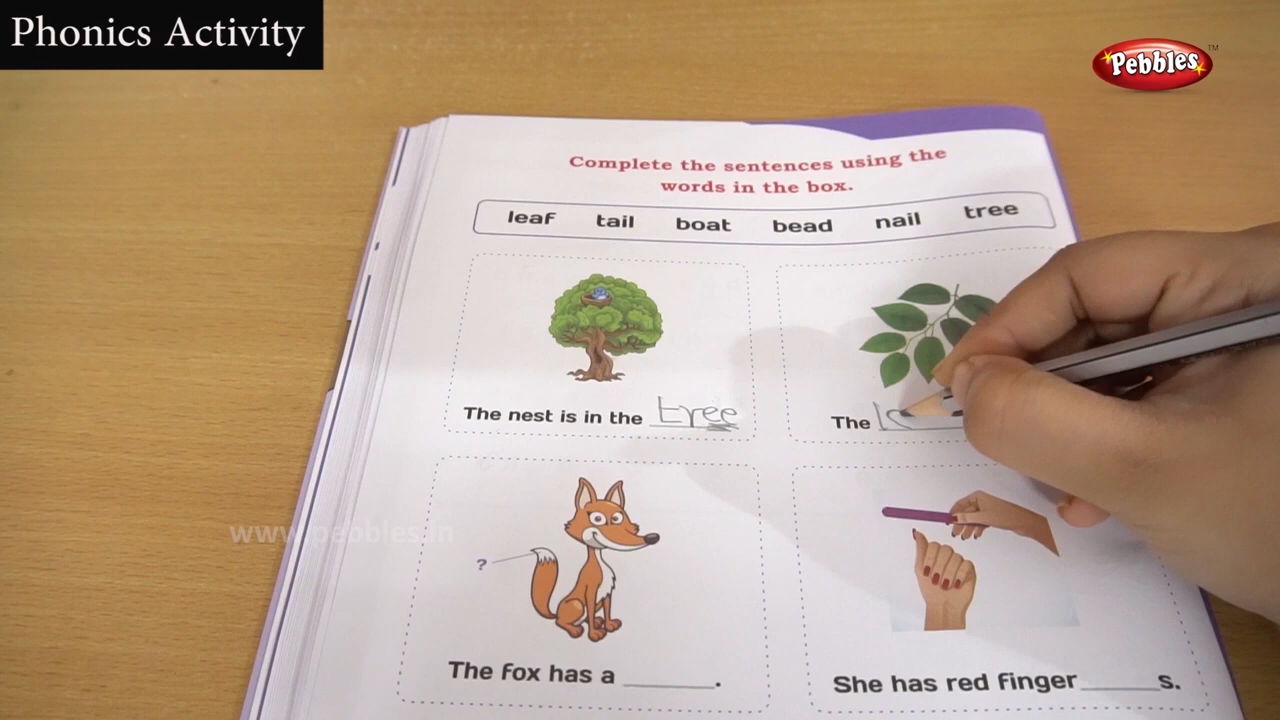 Phonics Activity
Pebbles™
Complete the sentences using the
words in the box.
leaf tail boat bead nail tree
The nest is in the tree
The
?
www.pebbles.in
The fox has a ______.
She has red finger______s.